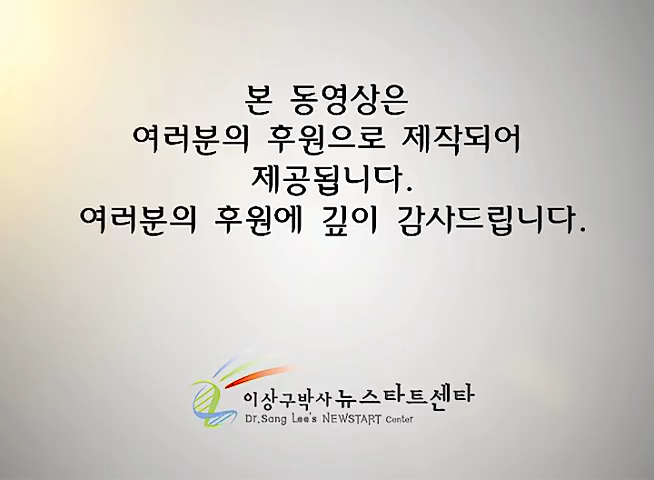 본 동영상은
여러분의 후원으로 제작되어
제공됩니다.
여러분의 후원에 깊이 감사드립니다.
이상구박사 뉴스타트센타
Dr.Sang Lee's NEWSTART Center